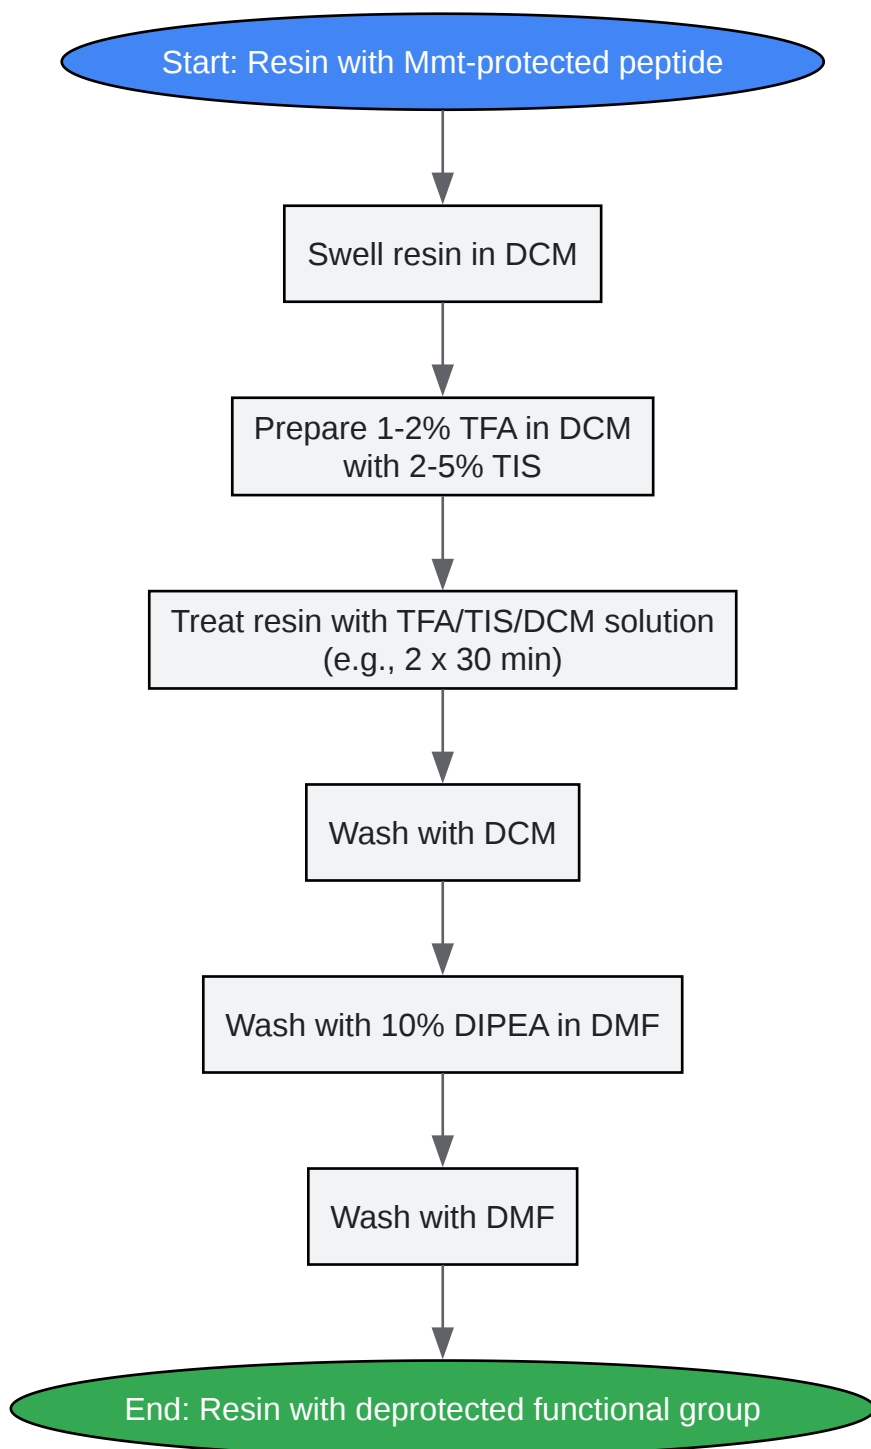 Start: Resin with Mmt-protected peptide
Swell resin in DCM
Prepare 1-2% TFA in DCM
with 2-5% TIS
Treat resin with TFA/TIS/DCM solution
(e.g., 2 x 30 min)
Wash with DCM
Wash with 10% DIPEA in DMF
Wash with DMF
End: Resin with deprotected functional group